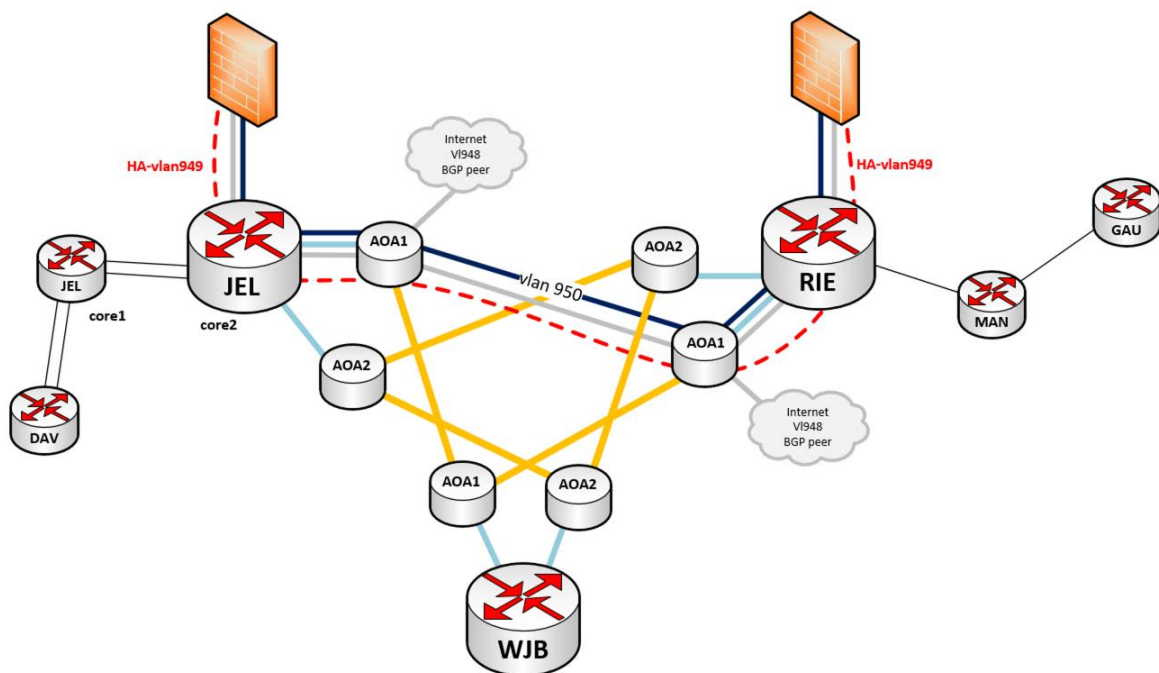 HA-vlan949
Internet
Vl948
BGP peer
HA-vlan949
GAU
AOA1
AOA2
JEL
JEL
RIE
vlan 950
core1
core2
MAN
AOA1
AOA2
DAV
Internet
Vl948
BGP peer
AOA1
AOA2
WJB